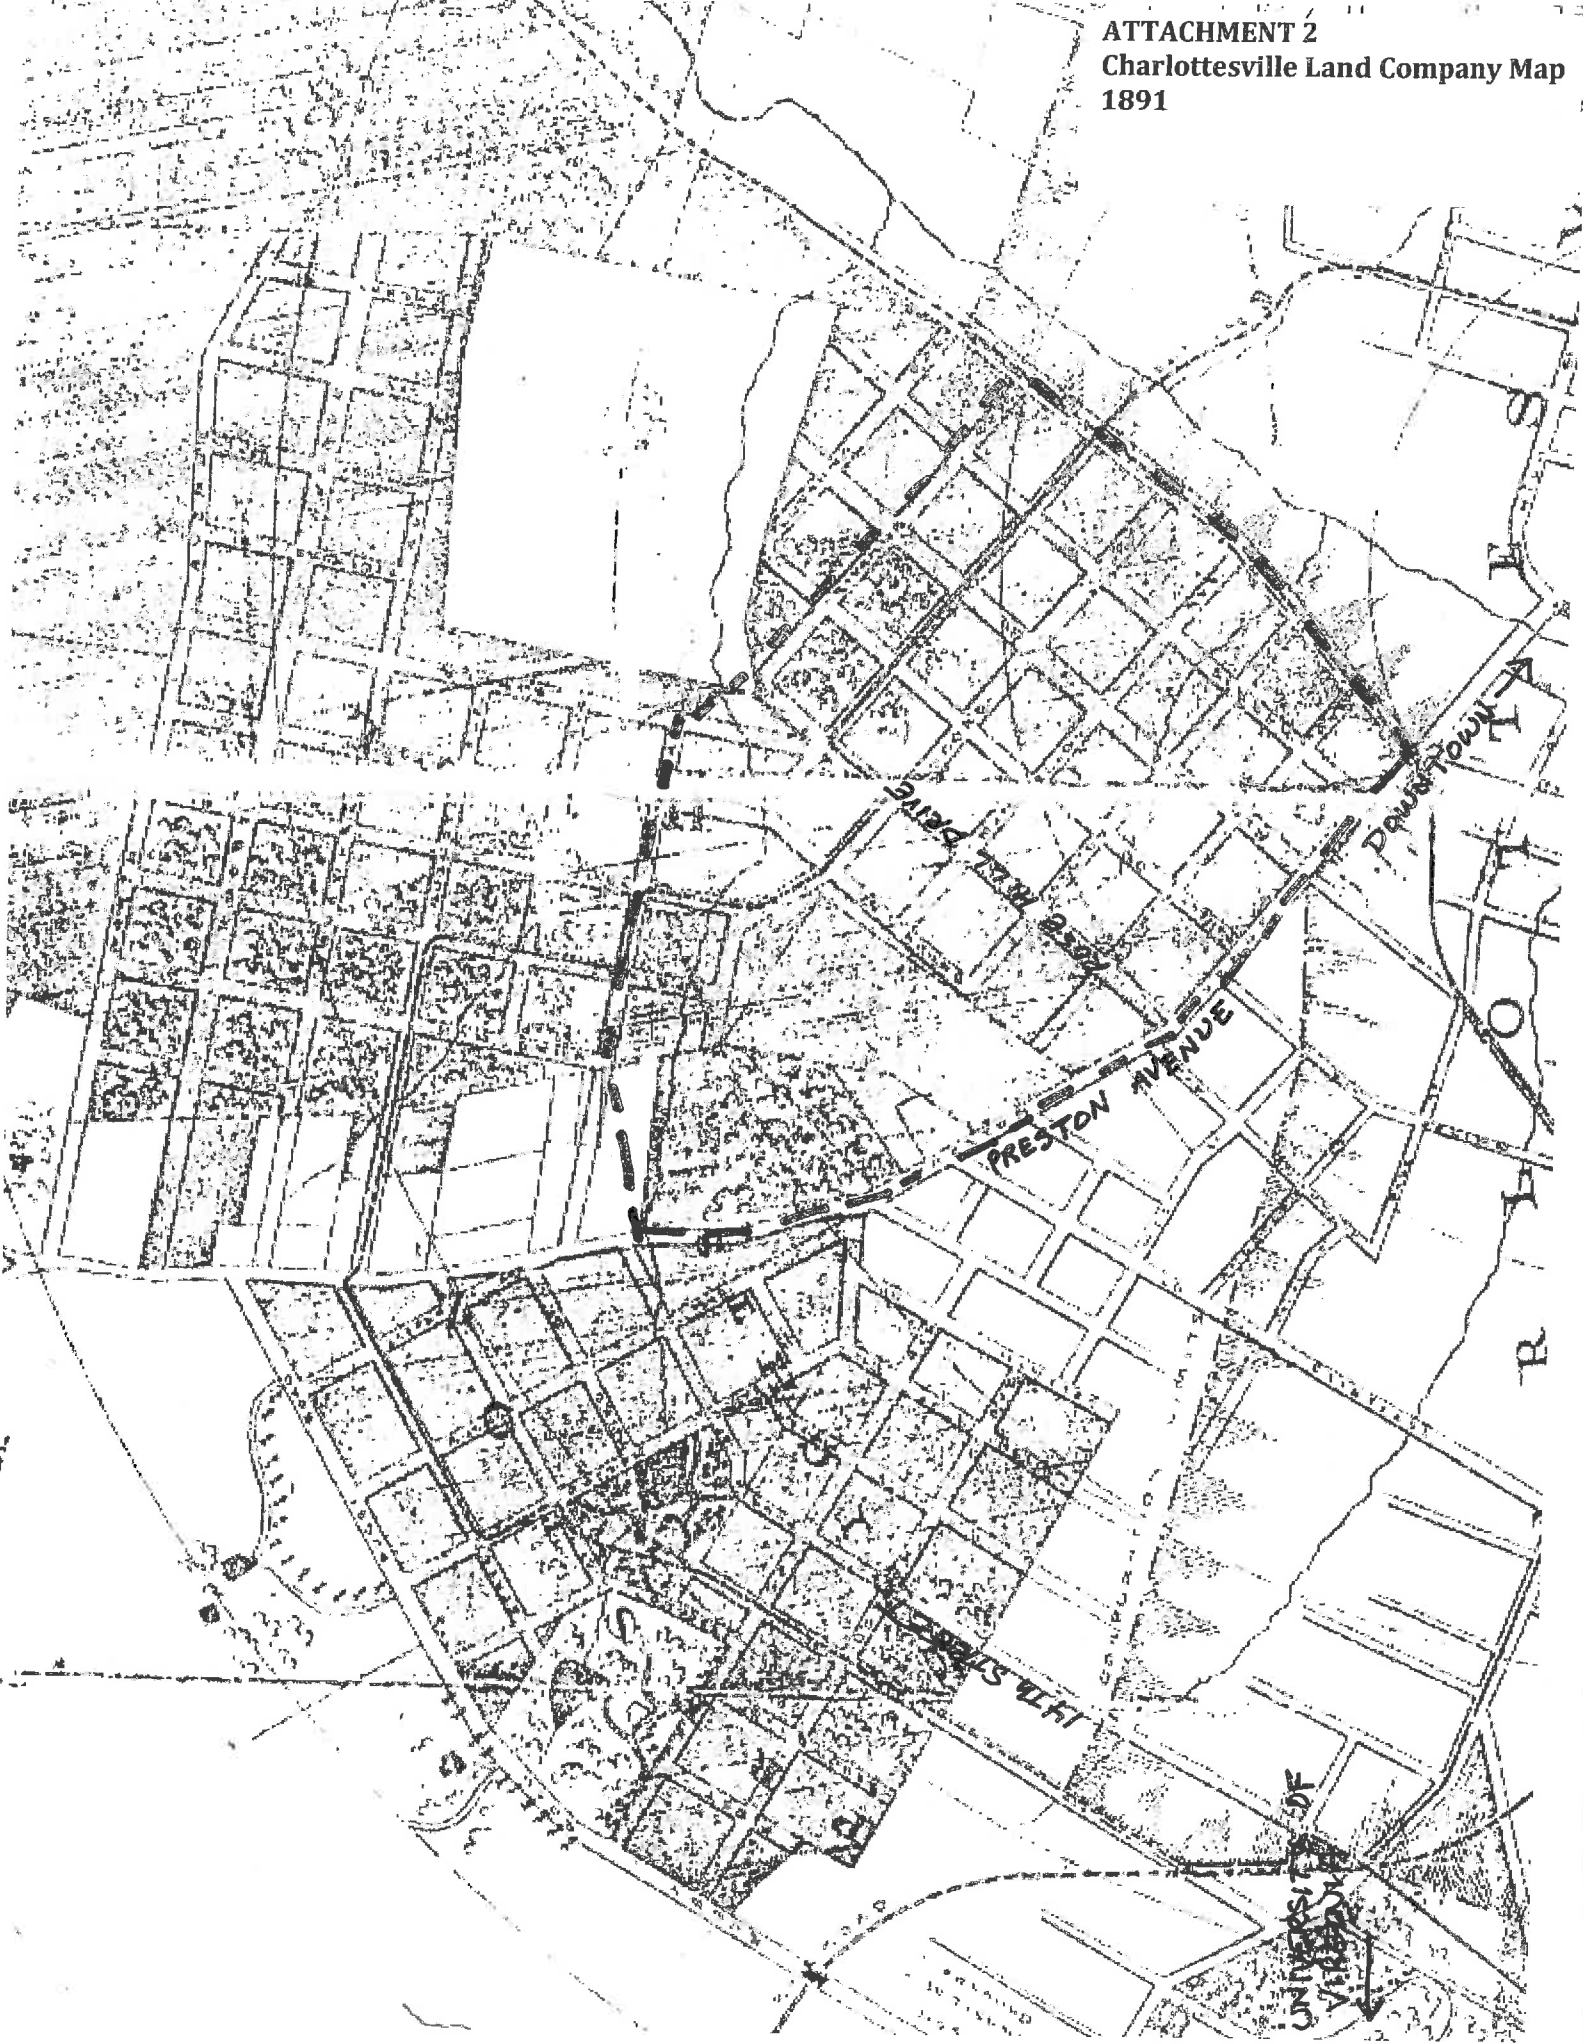 ATTACHMENT 2
Charlottesville Land Company Map
1891
DOWNTOWN
ROSE HILL DRIVE
PRESTON AVENUE
14TH STREET
UNIVERSITY OF
VIRGINIA